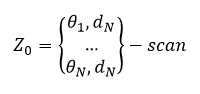 Z₀ = {θ₁, d_N
...
θ_N, d_N} − scan